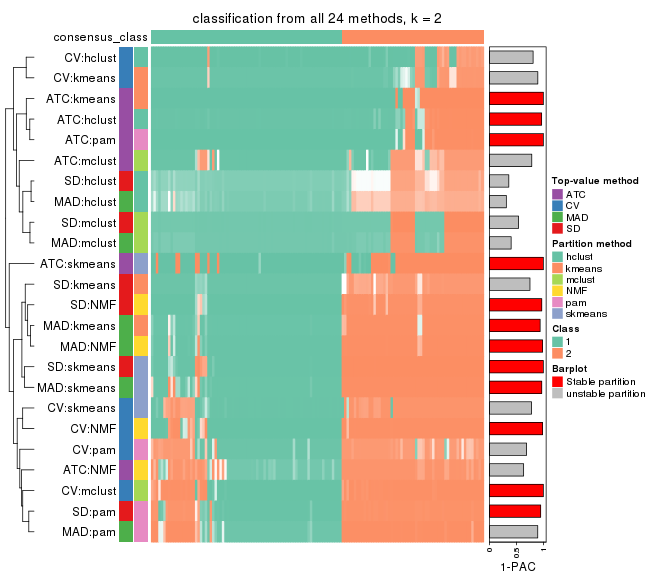 classification from all 24 methods, k = 2
consensus_class
CV:hclust
CV:kmeans
ATC:kmeans
ATC:hclust
ATC:pam
ATC:mclust
SD:hclust
MAD:hclust
SD:mclust
MAD:mclust
ATC:skmeans
SD:kmeans
SD:NMF
MAD:kmeans
MAD:NMF
SD:skmeans
MAD:skmeans
CV:skmeans
CV:NMF
CV:pam
ATC:NMF
CV:mclust
SD:pam
MAD:pam
0
0.5
1
1-PAC
Top-value method
ATC
CV
MAD
SD
Partition method
hclust
kmeans
mclust
NMF
pam
skmeans
Class
1
2
Barplot
Stable partition
unstable partition